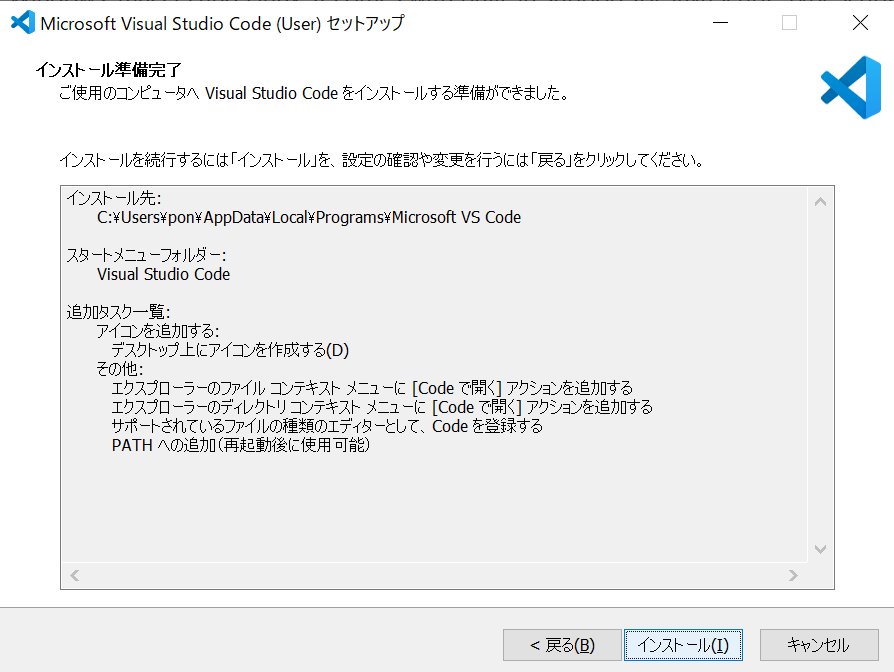 Microsoft Visual Studio Code (User) セットアップ
インストール準備完了
ご使用のコンピュータへ Visual Studio Code をインストールする準備ができました。
インストールを続行するには「インストール」を、設定の確認や変更を行うには「戻る」をクリックしてください。
インストール先:
C:¥Users¥pon¥AppData¥Local¥Programs¥Microsoft VS Code
スタートメニューフォルダー:
Visual Studio Code
追加タスク一覧:
アイコンを追加する:
デスクトップ上にアイコンを作成する(D)
その他:
エクスプローラーのファイル コンテキスト メニューに [Code で開く] アクションを追加する
エクスプローラーのディレクトリ コンテキスト メニューに [Code で開く] アクションを追加する
サポートされているファイルの種類のエディターとして、Code を登録する
PATH への追加(再起動後に使用可能)
< 戻る(B) インストール(I) キャンセル